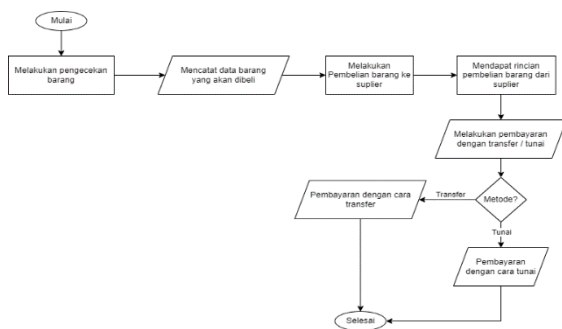 Mulai
Melakukan pengecekan
barang
Mencatat data barang
yang akan dibeli
Melakukan
Pembelian barang ke
suplier
Mendapat rincian
pembelian barang dari
suplier
Melakukan pembayaran
dengan transfer / tunai
Metode?
Transfer
Pembayaran dengan cara
transfer
Tunai
Pembayaran
dengan cara tunai
Selesai